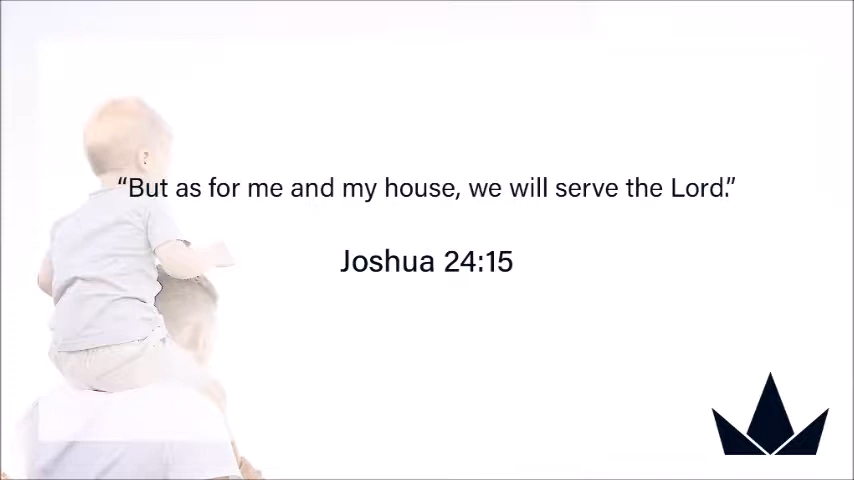 “But as for me and my house, we will serve the Lord.”
Joshua 24:15